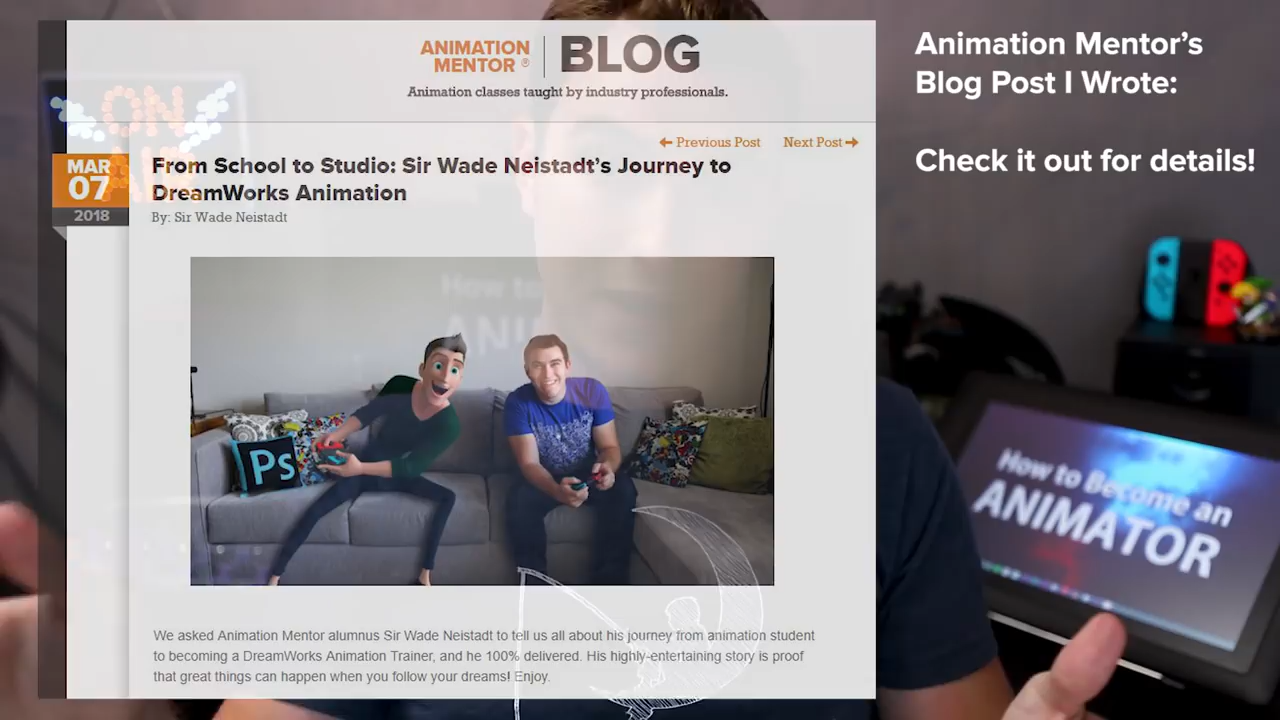 ANIMATION
MENTOR®
BLOG
Animation classes taught by industry professionals.
Previous Post Next Post
MAR
07
2018
From School to Studio: Sir Wade Neistadt's Journey to
DreamWorks Animation
By: Sir Wade Neistadt
Ps
We asked Animation Mentor alumnus Sir Wade Neistadt to tell us all about his journey from animation student
to becoming a DreamWorks Animation Trainer, and he 100% delivered. His highly-entertaining story is proof
that great things can happen when you follow your dreams! Enjoy.
Animation Mentor's
Blog Post I Wrote:
Check it out for details!
ON
How to
ANI
How to Become an
ANIMATOR